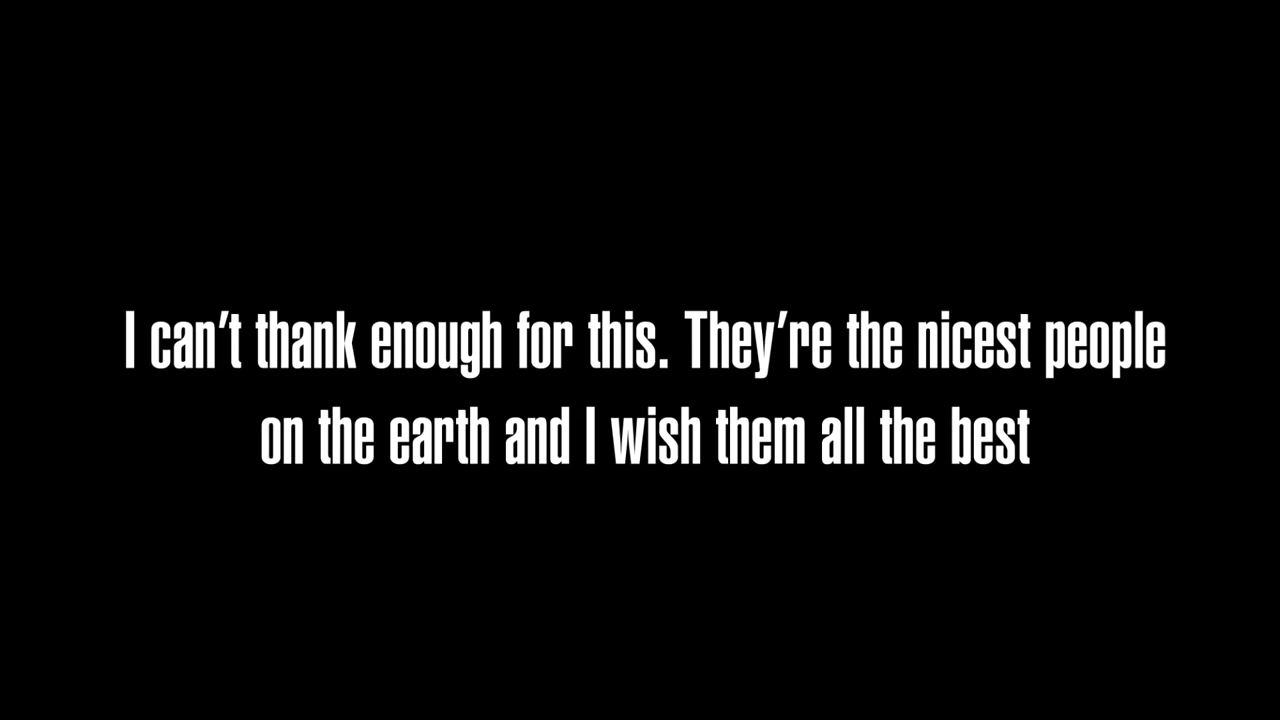 I can't thank enough for this. They're the nicest people
on the earth and I wish them all the best